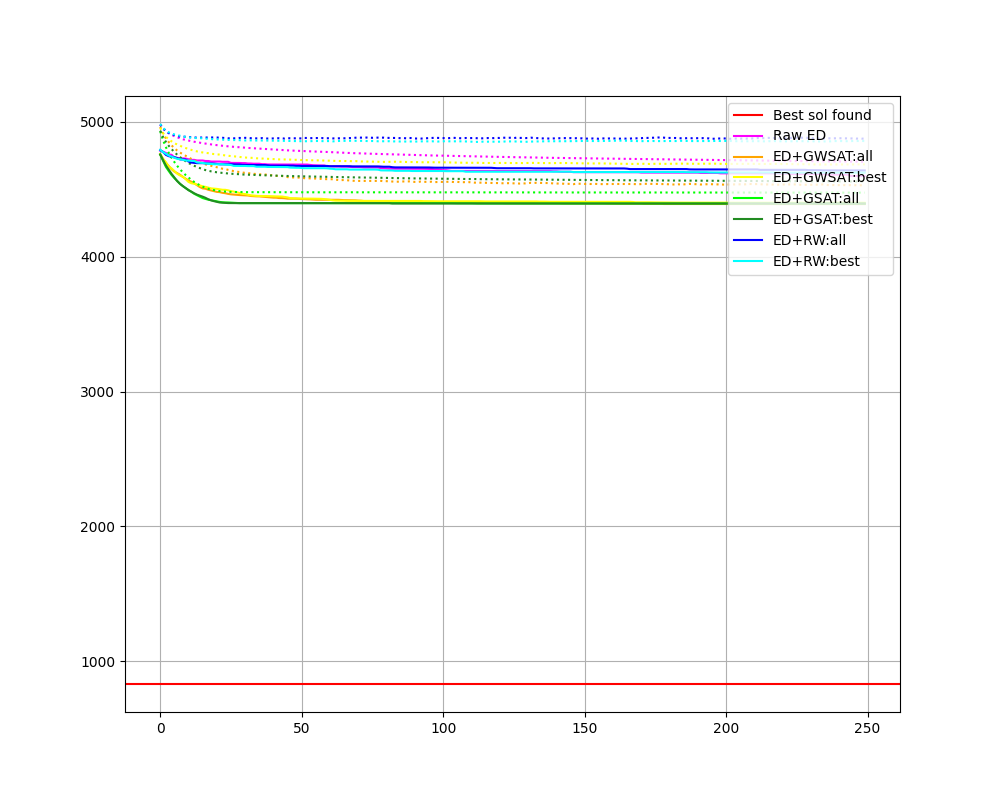 5000
4000
3000
2000
1000
0
50
100
150
200
250
Best sol found
Raw ED
ED+GWSAT:all
ED+GWSAT:best
ED+GSAT:all
ED+GSAT:best
ED+RW:all
ED+RW:best